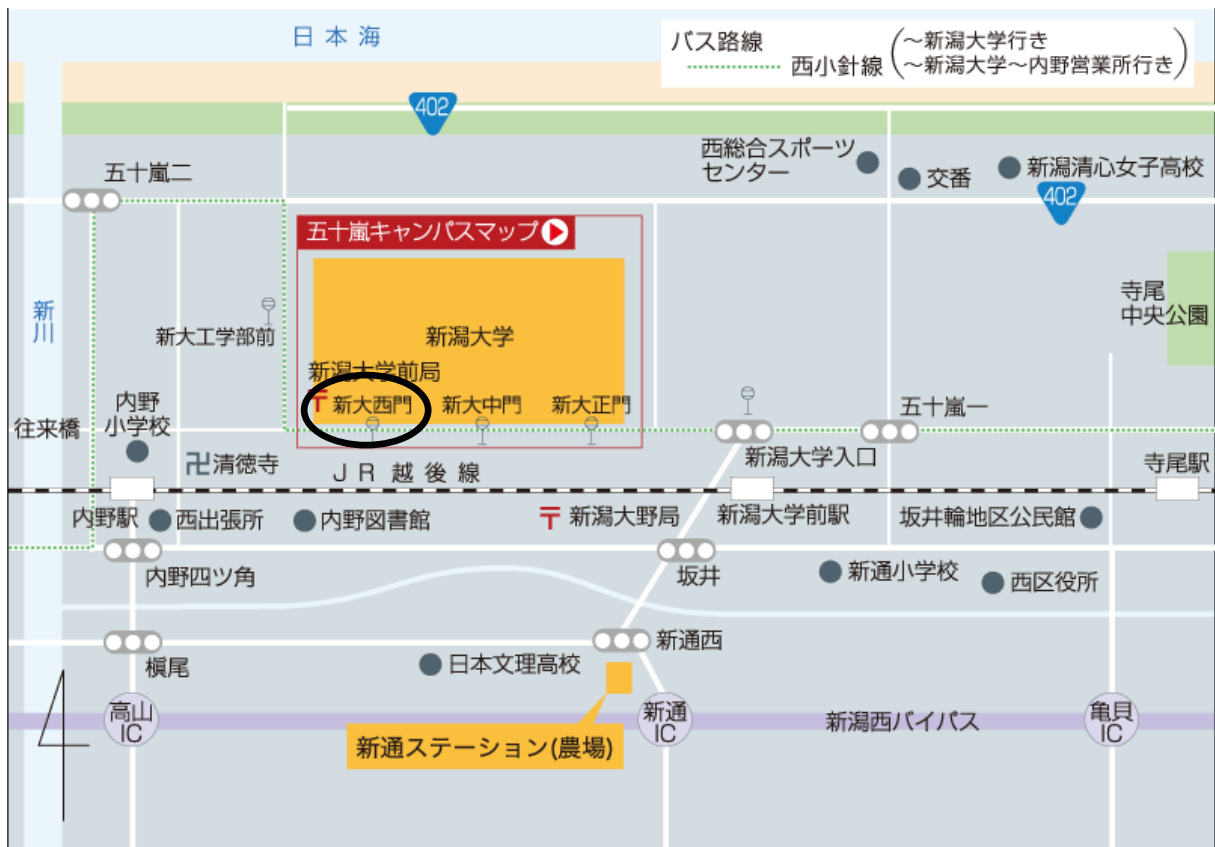 日本海
バス路線
西小針線
〜新潟大学行き
〜新潟大学〜内野営業所行き
402
西総合スポーツ
センター
交番
新潟清心女子高校
402
五十嵐二
五十嵐キャンパスマップ
新川
新大工学部前
新潟大学
寺尾
中央公園
新潟大学前局
新大西門
新大中門
新大正門
往来橋
内野
小学校
五十嵐一
卍清徳寺
JR越後線
新潟大学入口
寺尾駅
内野駅
西出張所
内野図書館
〒新潟大野局
新潟大学前駅
坂井輪地区公民館
内野四ツ角
坂井
新通小学校
西区役所
槇尾
日本文理高校
新通西
高山
IC
新通
IC
新潟西バイパス
亀貝
IC
新通ステーション(農場)